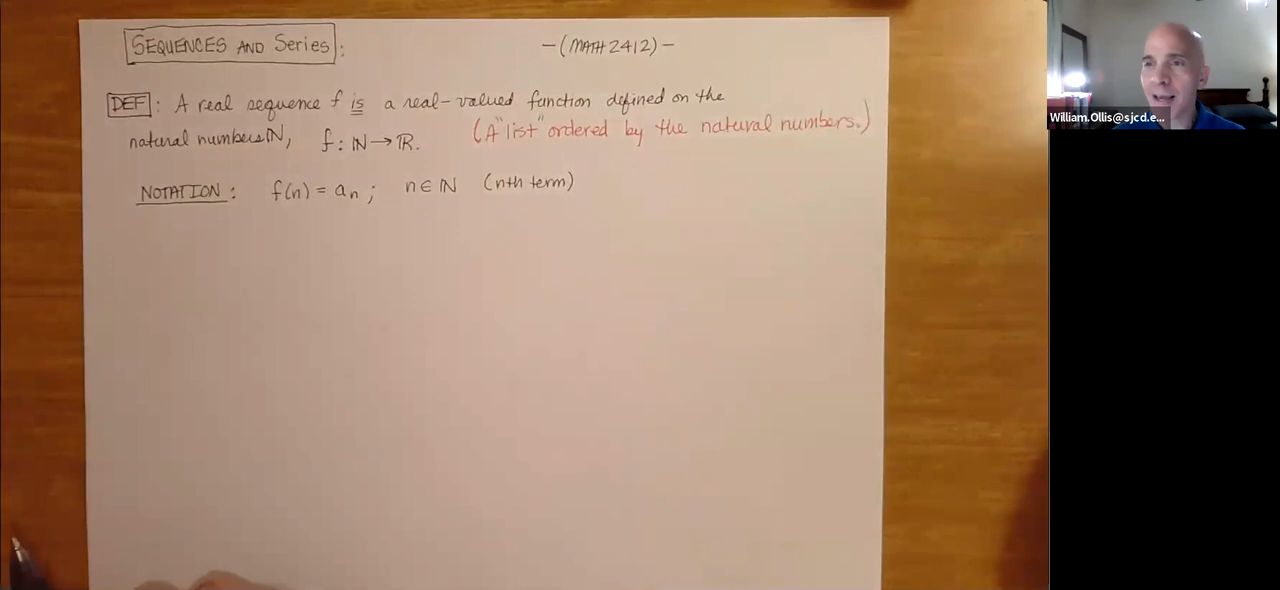 SEQUENCES AND Series :
-(MATH 2412)-
DEF : A real sequence f is a real-valued function defined on the
natural numbers ℕ, f : ℕ → ℝ. (A "list" ordered by the natural numbers.)
NOTATION : f(n) = aₙ ; n ∈ ℕ (nth term)
William.Ollis@sjcd.e...